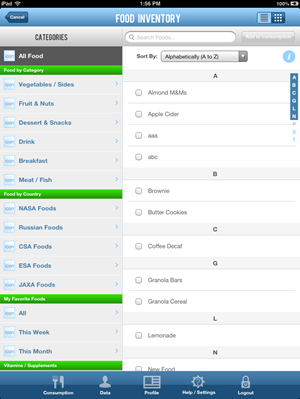 iPad 1:56 PM 100%
Cancel FOOD INVENTORY
CATEGORIES
All Food
Food by Category
Vegetables / Sides
Fruit & Nuts
Dessert & Snacks
Drink
Breakfast
Meat / Fish
Food by Country
NASA Foods
Russian Foods
CSA Foods
ESA Foods
JAXA Foods
My Favorite Foods
All
This Week
This Month
Vitamins / Supplements
Search Foods... Add to Consumption
Sort By: Alphabetically (A to Z)
A
Almond M&Ms
Apple Cider
aaa
abc
B
Brownie
Butter Cookies
C
Coffee Decaf
G
Granola Bars
Granola Cereal
L
Lemonade
N
New Food
A
B
C
G
L
N
P
S
T
Consumption Data Profile Help / Settings Logout